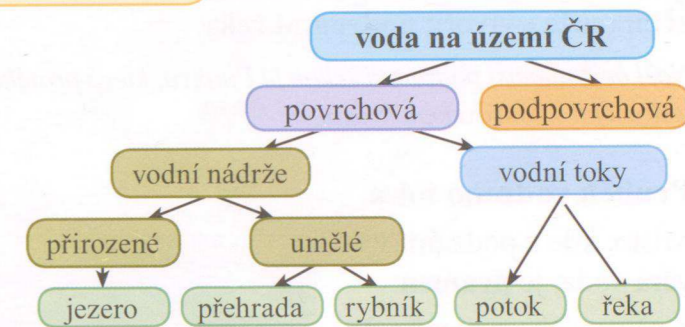 voda na území ČR
povrchová
podpovrchová
vodní nádrže
vodní toky
přirozené
umělé
jezero
přehrada
rybník
potok
řeka